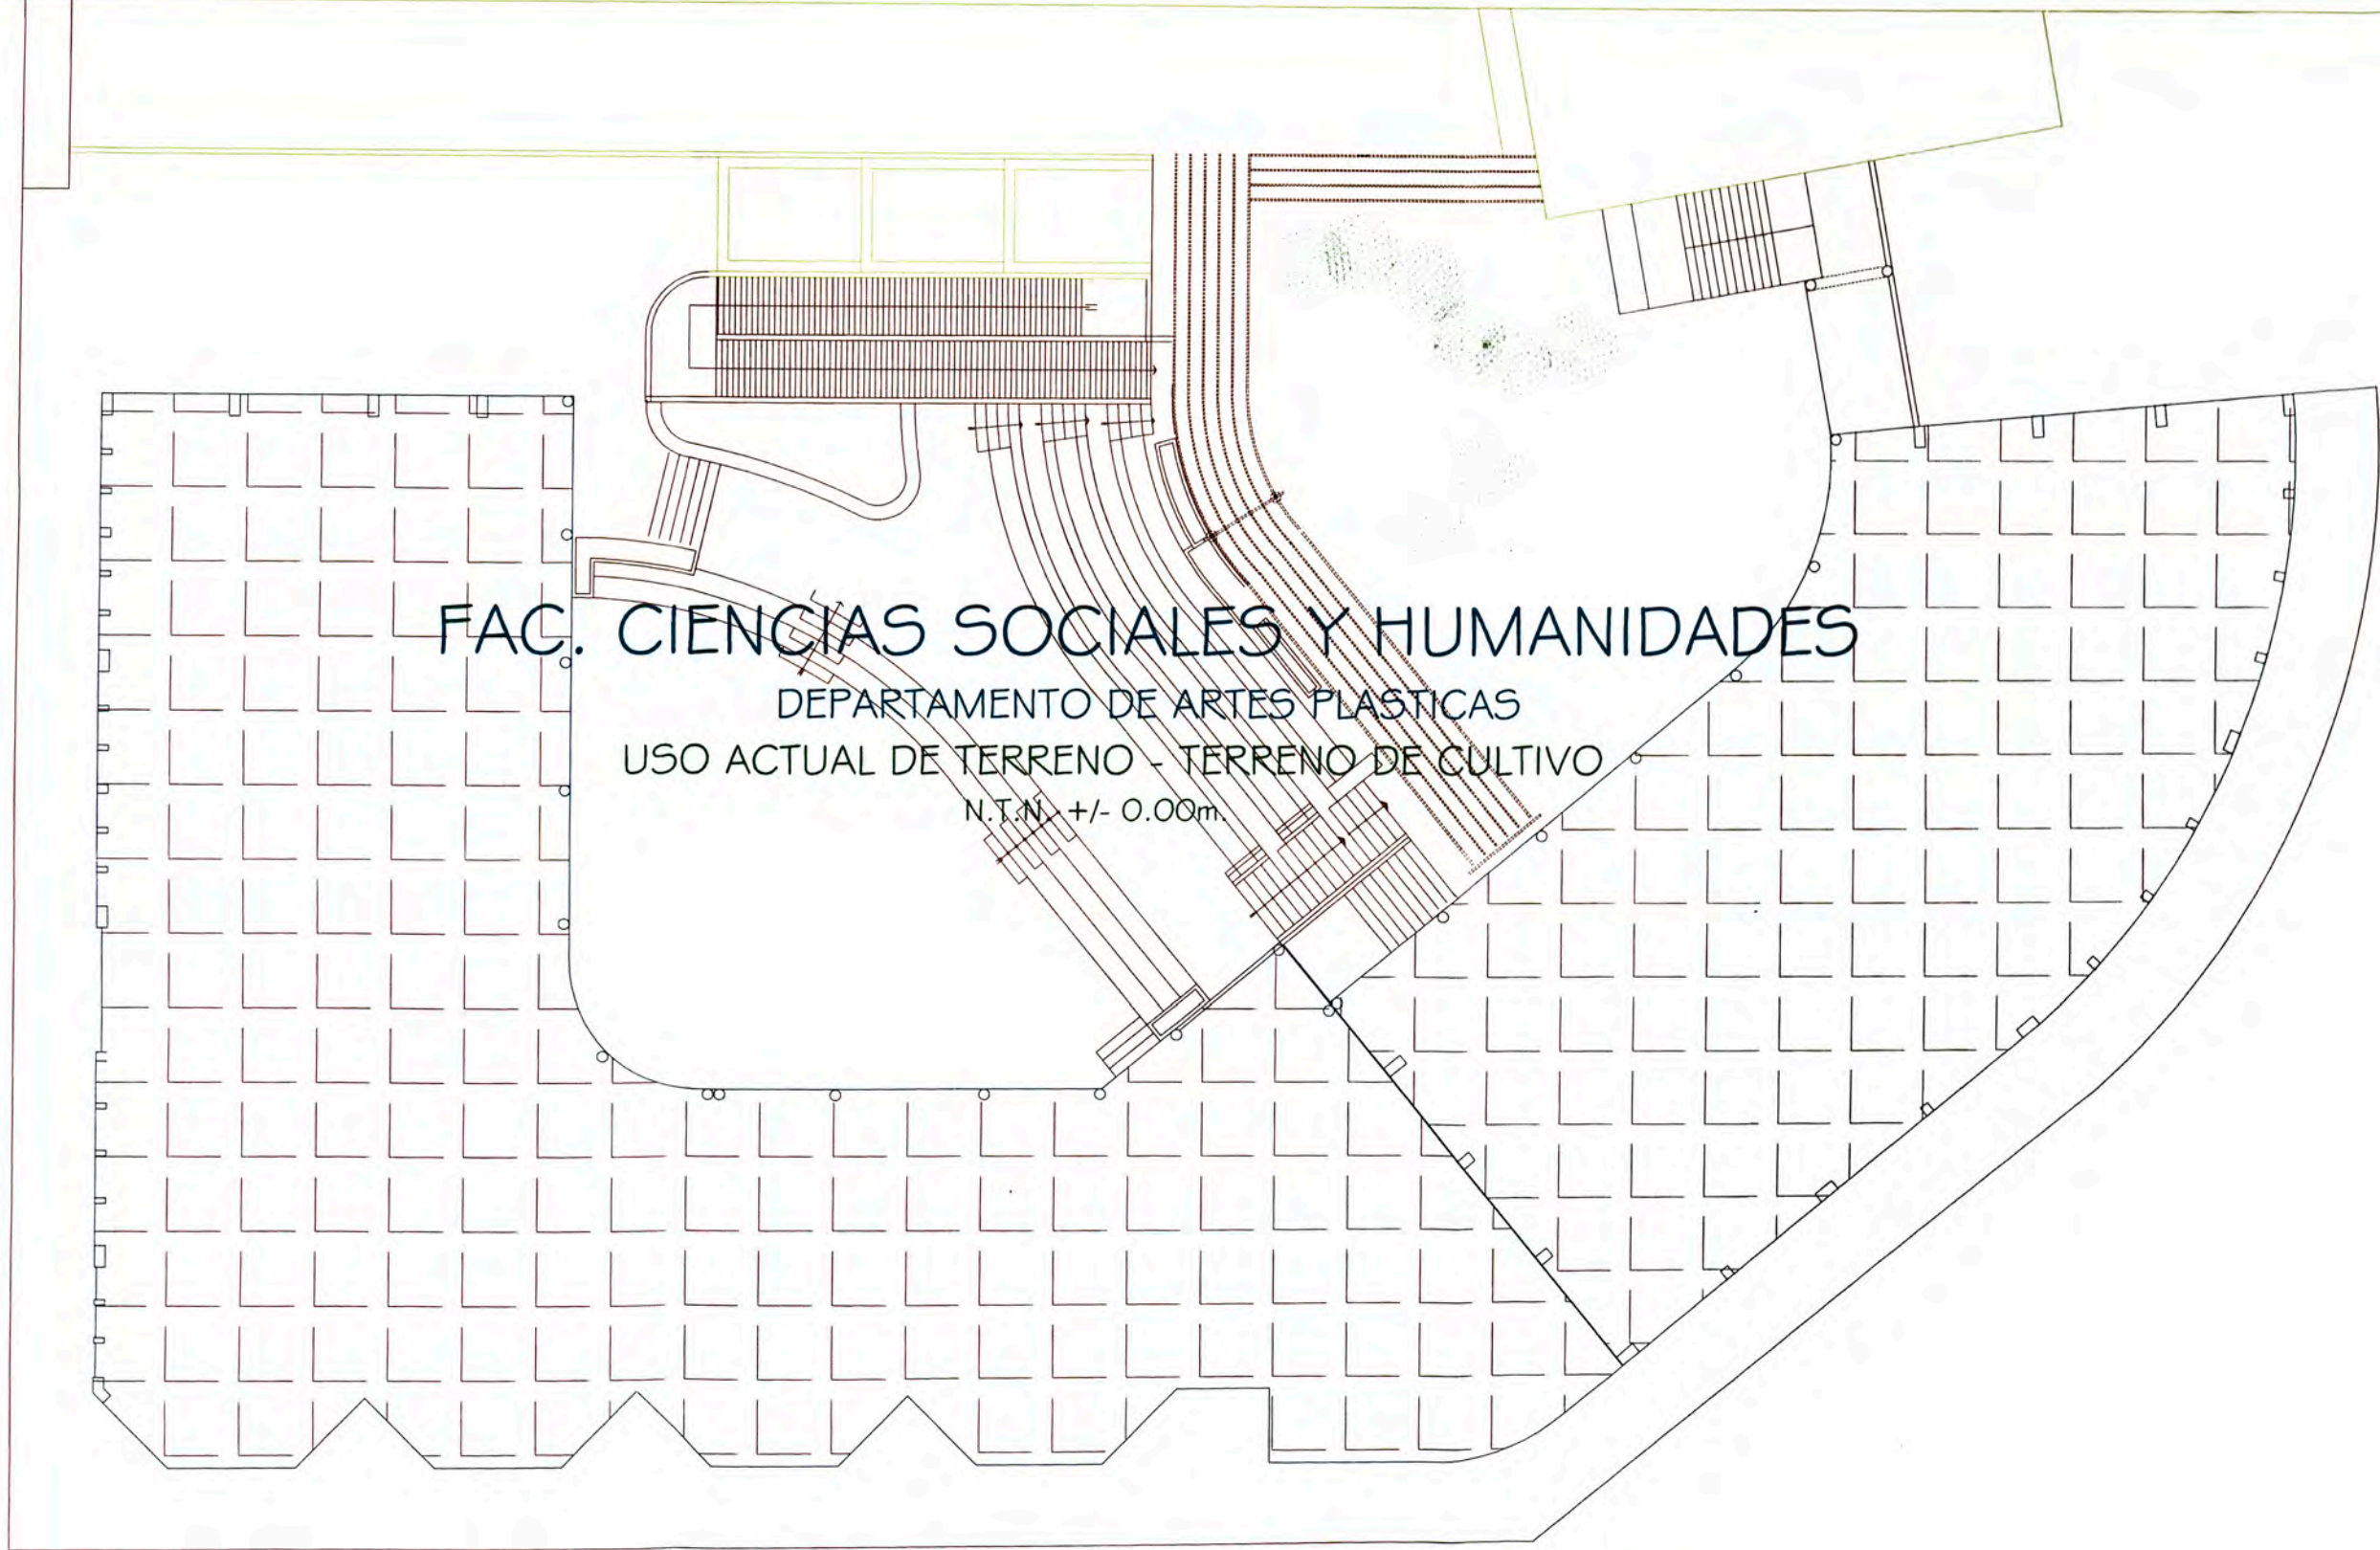 FAC. CIENCIAS SOCIALES Y HUMANIDADES
DEPARTAMENTO DE ARTES PLASTICAS
USO ACTUAL DE TERRENO - TERRENO DE CULTIVO
N.T.N. +/- 0.00m.